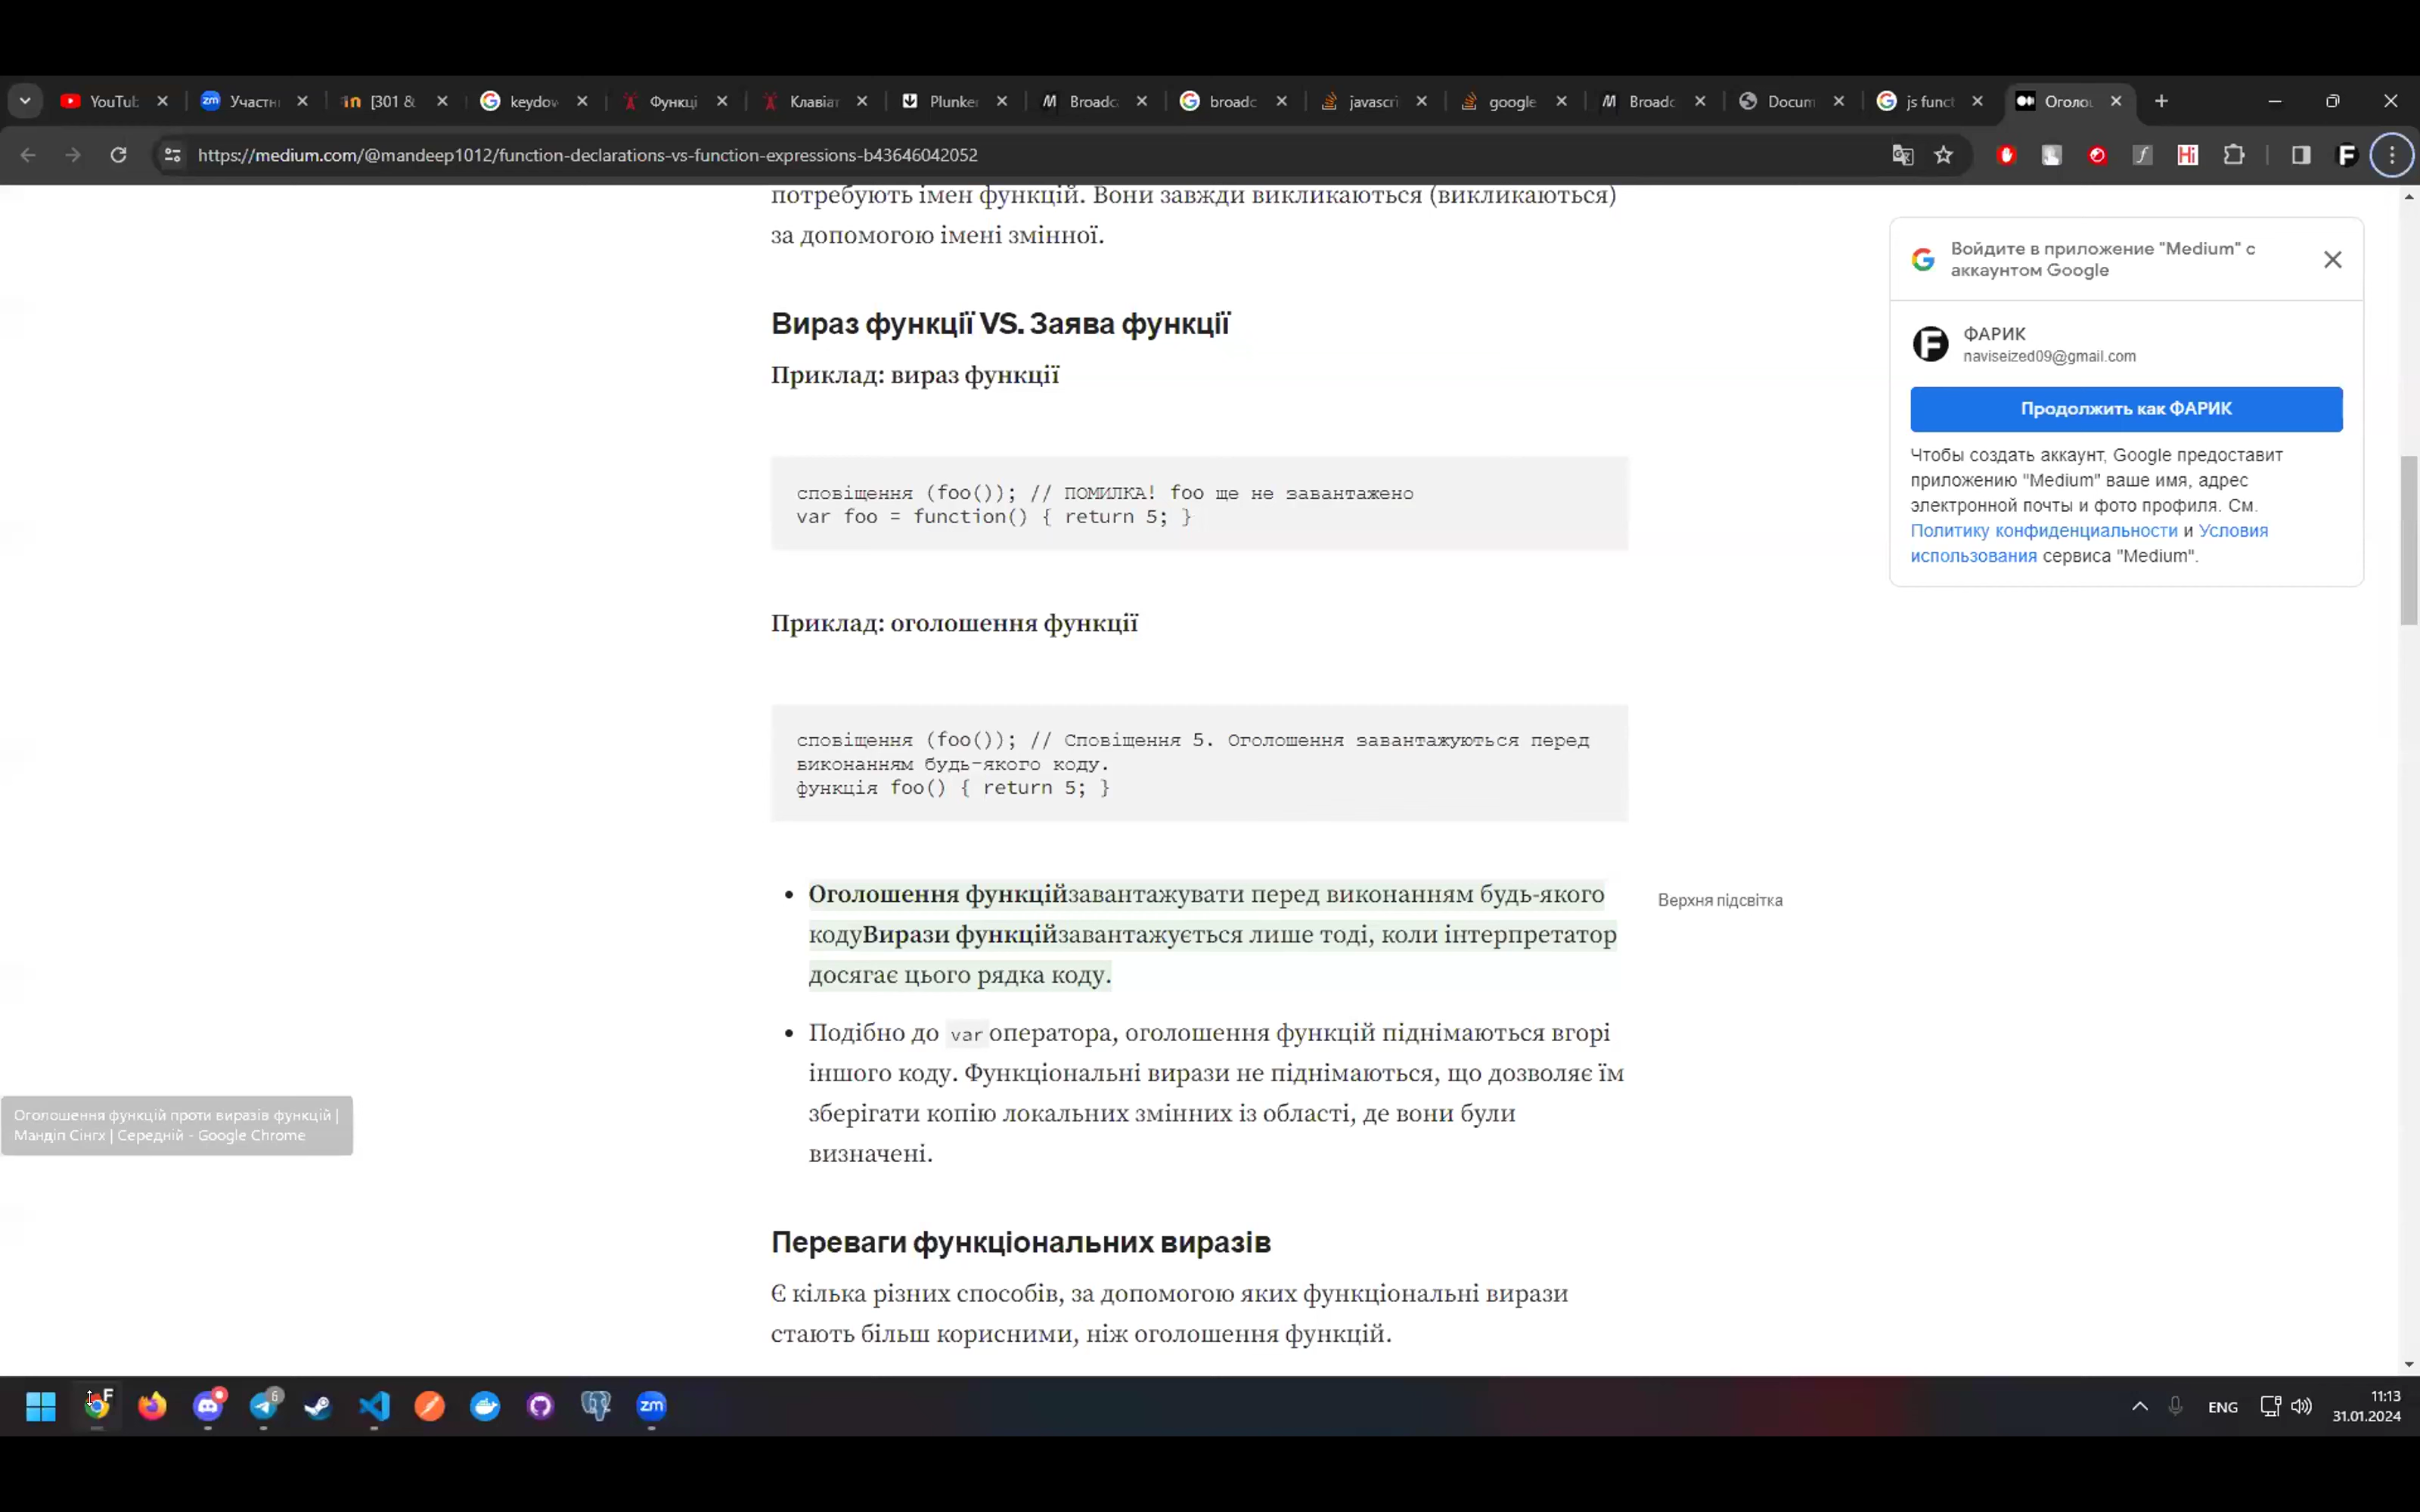 YouTub
Участни
[301 &
keydow
Функці
Клавіат
Plunker
Broadca
broadc
javascri
google
Broadc
Docum
js funct
Оголош
https://medium.com/@mandeep1012/function-declarations-vs-function-expressions-b43646042052
потребують імен функцій. Вони завжди викликаються (викликаються)
за допомогою імені змінної.
Вираз функції VS. Заява функції
Приклад: вираз функції
сповіщення (foo()); // ПОМИЛКА! foo ще не завантажено
var foo = function() { return 5; }
Приклад: оголошення функції
сповіщення (foo()); // Сповіщення 5. Оголошення завантажуються перед
виконанням будь-якого коду.
функція foo() { return 5; }
• Оголошення функційзавантажувати перед виконанням будь-якого
кодуВирази функційзавантажується лише тоді, коли інтерпретатор
досягає цього рядка коду.
Верхня підсвітка
• Подібно до var оператора, оголошення функцій піднімаються вгорі
іншого коду. Функціональні вирази не піднімаються, що дозволяє їм
зберігати копію локальних змінних із області, де вони були
визначені.
Переваги функціональних виразів
Є кілька різних способів, за допомогою яких функціональні вирази
стають більш корисними, ніж оголошення функцій.
Войдите в приложение "Medium" с
аккаунтом Google
ФАРИК
naviseized09@gmail.com
Продолжить как ФАРИК
Чтобы создать аккаунт, Google предоставит
приложению "Medium" ваше имя, адрес
электронной почты и фото профиля. См.
Политику конфиденциальности и Условия
использования сервиса "Medium".
Оголошення функцій проти виразів функцій |
Мандіп Сінгх | Середній - Google Chrome
zm
ENG
11:13
31.01.2024